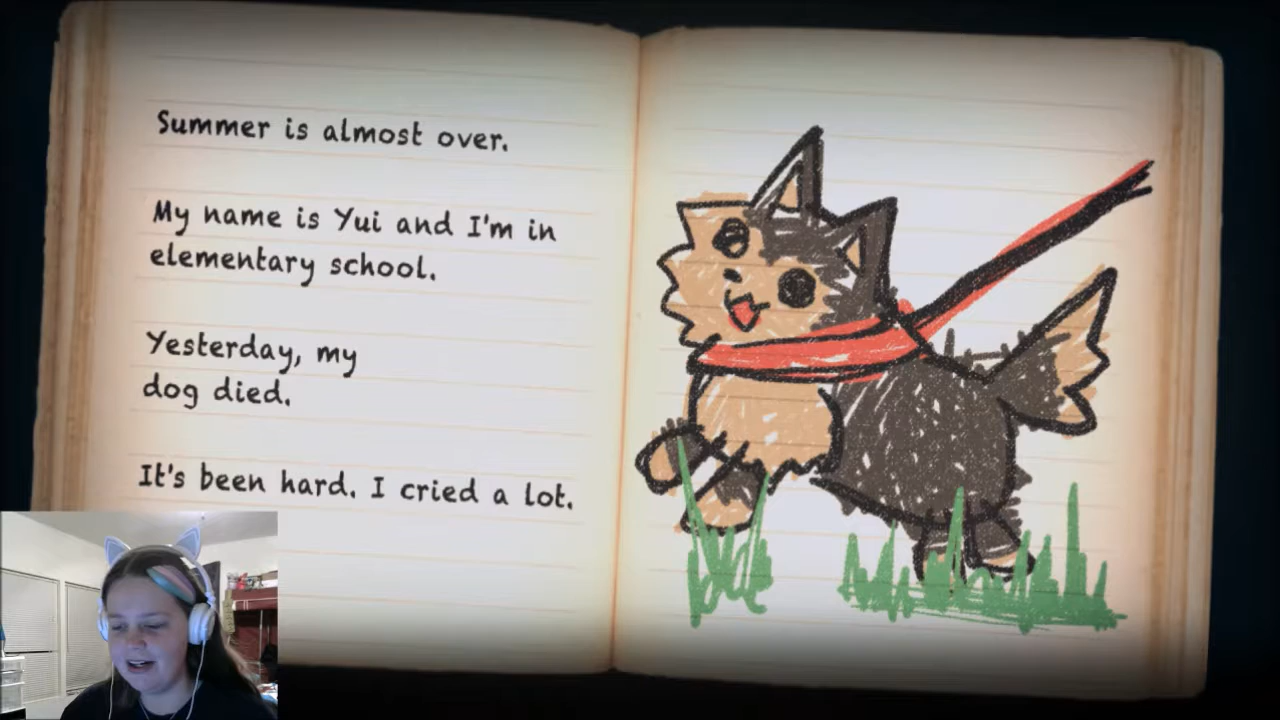 Summer is almost over.
My name is Yui and I'm in
elementary school.
Yesterday, my
dog died.
It's been hard. I cried a lot.